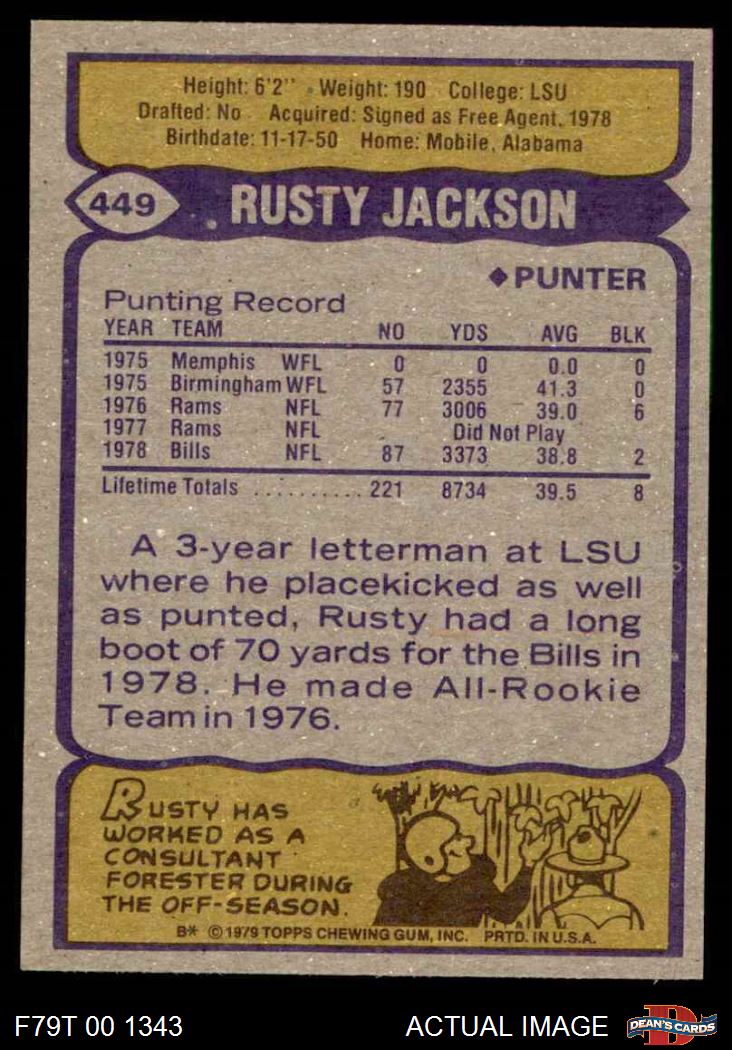 Height: 6'2" Weight: 190 College: LSU
Drafted: No Acquired: Signed as Free Agent, 1978
Birthdate: 11-17-50 Home: Mobile, Alabama
449 RUSTY JACKSON
◆ PUNTER
Punting Record
YEAR TEAM NO YDS AVG BLK
1975 Memphis WFL 0 0 0.0 0
1975 Birmingham WFL 57 2355 41.3 0
1976 Rams NFL 77 3006 39.0 6
1977 Rams NFL Did Not Play
1978 Bills NFL 87 3373 38.8 2
Lifetime Totals .......... 221 8734 39.5 8
A 3-year letterman at LSU
where he placekicked as well
as punted, Rusty had a long
boot of 70 yards for the Bills in
1978. He made All-Rookie
Team in 1976.
RUSTY HAS
WORKED AS A
CONSULTANT
FORESTER DURING
THE OFF-SEASON.
B* © 1979 TOPPS CHEWING GUM, INC. PRTD. IN U.S.A.
F79T 00 1343 ACTUAL IMAGE D DEAN'S CARDS